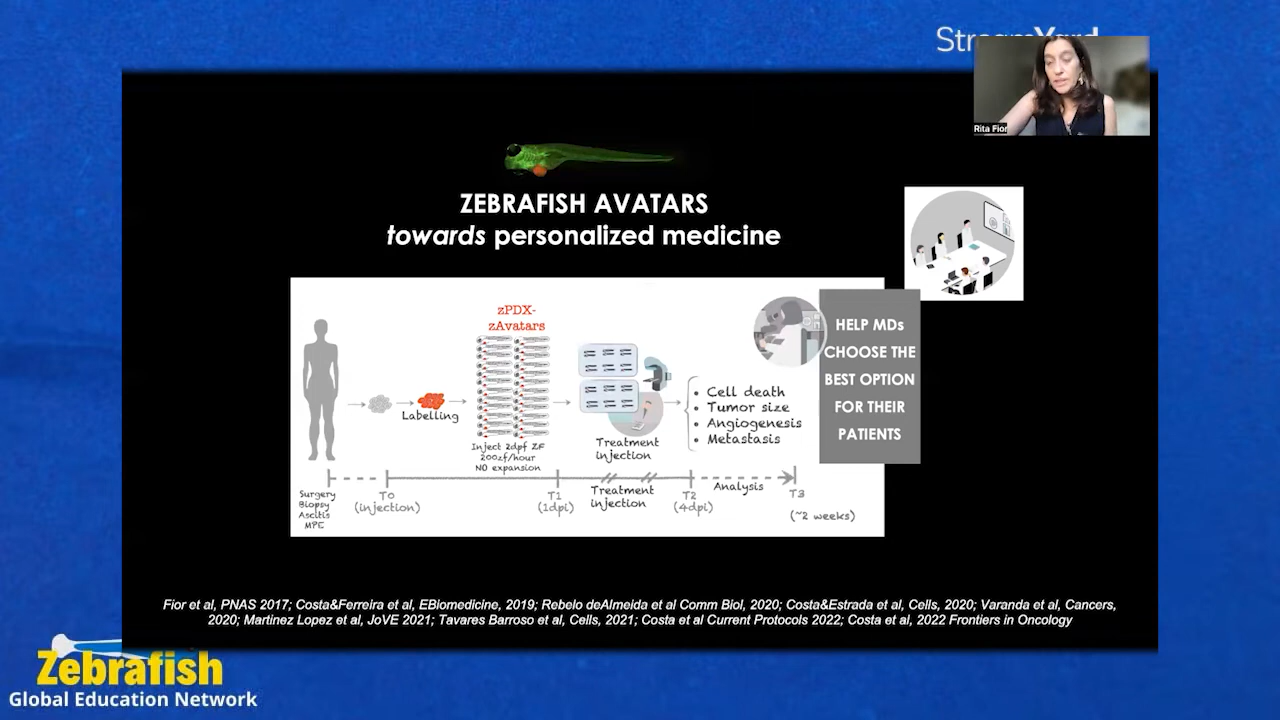 Rita Fior
ZEBRAFISH AVATARS
towards personalized medicine
zPDX-
zAvatars
Labelling
Inject 2dpf ZF
200zf/hour
NO expansion
Treatment
injection
• Cell death
• Tumor size
• Angiogenesis
• Metastasis
HELP MDs
CHOOSE THE
BEST OPTION
FOR THEIR
PATIENTS
Surgery
Biopsy
Ascitis
MPE
T0
(injection)
T1
(1dpi)
Treatment
injection
T2
(4dpi)
Analysis
T3
(~2 weeks)
Fior et al, PNAS 2017; Costa&Ferreira et al, EBiomedicine, 2019; Rebelo deAlmeida et al Comm Biol, 2020; Costa&Estrada et al, Cells, 2020; Varanda et al, Cancers,
2020; Martinez Lopez et al, JoVE 2021; Tavares Barroso et al, Cells, 2021; Costa et al Current Protocols 2022; Costa et al, 2022 Frontiers in Oncology
Zebrafish
Global Education Network